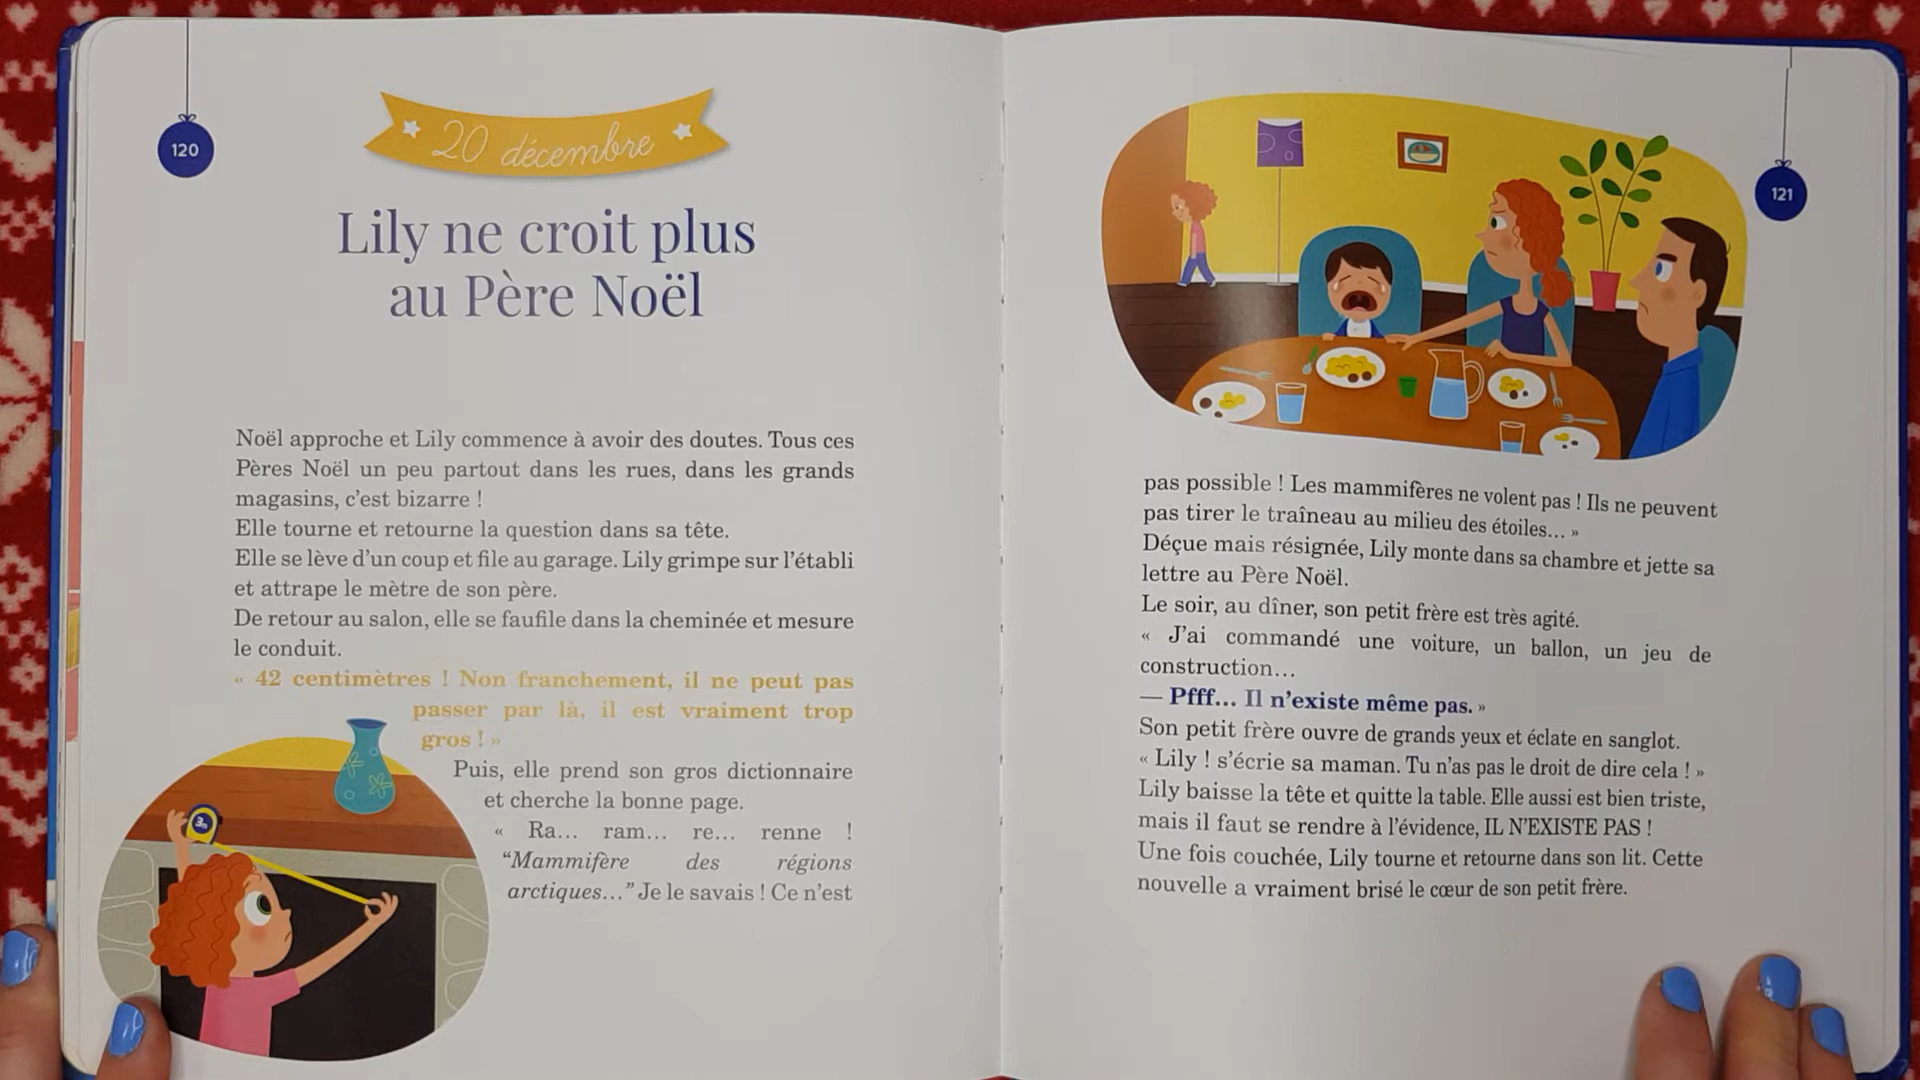 120
20 décembre
Lily ne croit plus
au Père Noël
Noël approche et Lily commence à avoir des doutes. Tous ces
Pères Noël un peu partout dans les rues, dans les grands
magasins, c’est bizarre !
Elle tourne et retourne la question dans sa tête.
Elle se lève d’un coup et file au garage. Lily grimpe sur l’établi
et attrape le mètre de son père.
De retour au salon, elle se faufile dans la cheminée et mesure
le conduit.
« 42 centimètres ! Non franchement, il ne peut pas
passer par là, il est vraiment trop
gros ! »
Puis, elle prend son gros dictionnaire
et cherche la bonne page.
« Ra… ram… re… renne !
“Mammifère des régions
arctiques…” Je le savais ! Ce n’est
3m
121
pas possible ! Les mammifères ne volent pas ! Ils ne peuvent
pas tirer le traîneau au milieu des étoiles… »
Déçue mais résignée, Lily monte dans sa chambre et jette sa
lettre au Père Noël.
Le soir, au dîner, son petit frère est très agité.
« J’ai commandé une voiture, un ballon, un jeu de
construction…
— Pfff… Il n’existe même pas. »
Son petit frère ouvre de grands yeux et éclate en sanglot.
« Lily ! s’écrie sa maman. Tu n’as pas le droit de dire cela ! »
Lily baisse la tête et quitte la table. Elle aussi est bien triste,
mais il faut se rendre à l’évidence, IL N’EXISTE PAS !
Une fois couchée, Lily tourne et retourne dans son lit. Cette
nouvelle a vraiment brisé le cœur de son petit frère.